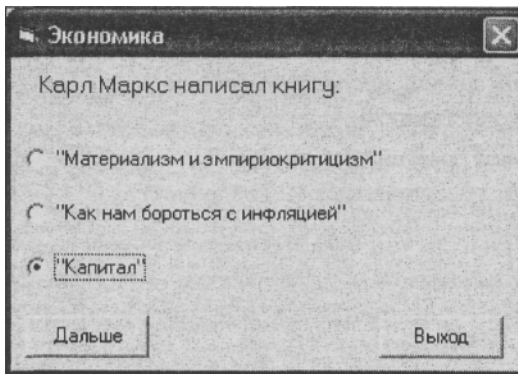 Экономика
Карл Маркс написал книгу:
"Материализм и эмпириокритицизм"
"Как нам бороться с инфляцией"
"Капитал"
Дальше
Выход